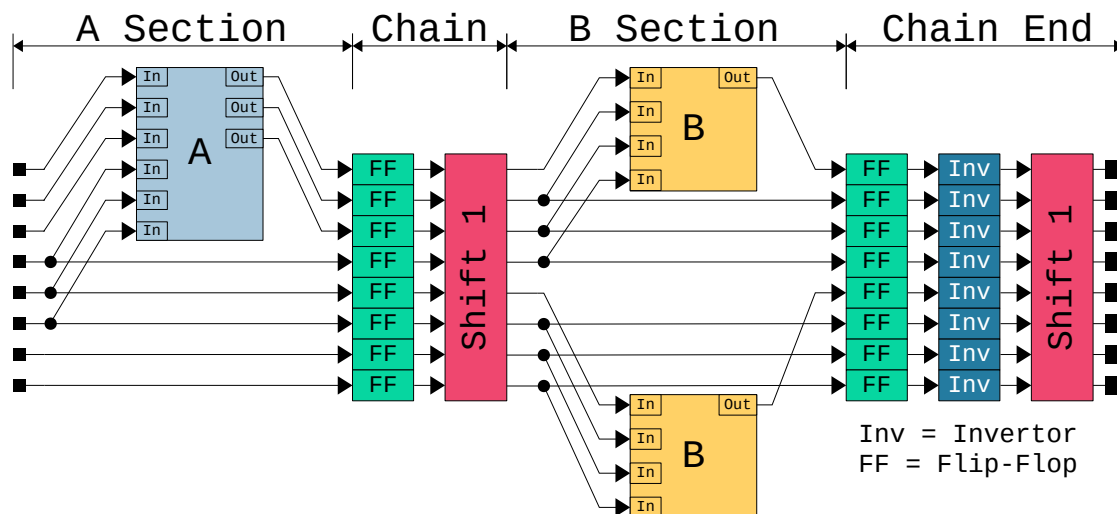 A Section
Chain
B Section
Chain End
In
In
In
In
In
In
Out
Out
Out
A
FF
FF
FF
FF
FF
FF
FF
FF
Shift 1
In
In
In
In
Out
B
In
In
In
In
Out
B
FF
FF
FF
FF
FF
FF
FF
FF
Inv
Inv
Inv
Inv
Inv
Inv
Inv
Inv
Shift 1
Inv = Invertor
FF = Flip-Flop